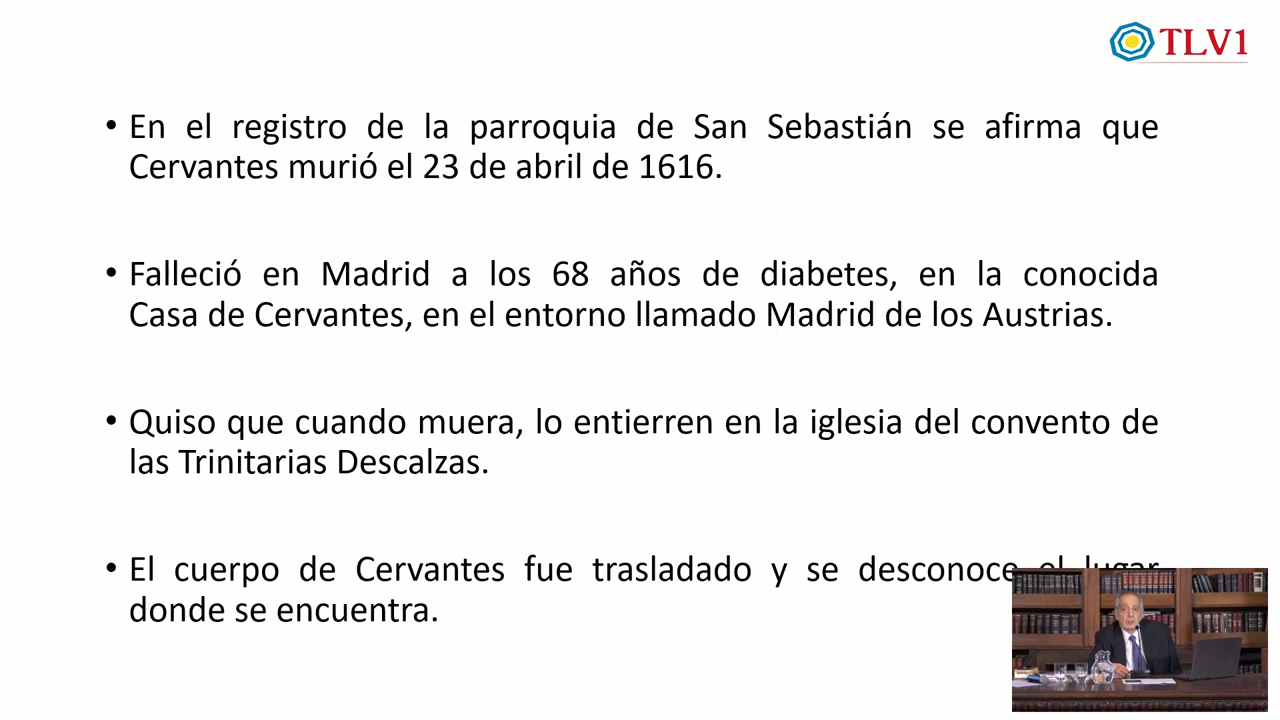 TLV1
• En el registro de la parroquia de San Sebastián se afirma que
Cervantes murió el 23 de abril de 1616.
• Falleció en Madrid a los 68 años de diabetes, en la conocida
Casa de Cervantes, en el entorno llamado Madrid de los Austrias.
• Quiso que cuando muera, lo entierren en la iglesia del convento de
las Trinitarias Descalzas.
• El cuerpo de Cervantes fue trasladado y se desconoce el lugar
donde se encuentra.